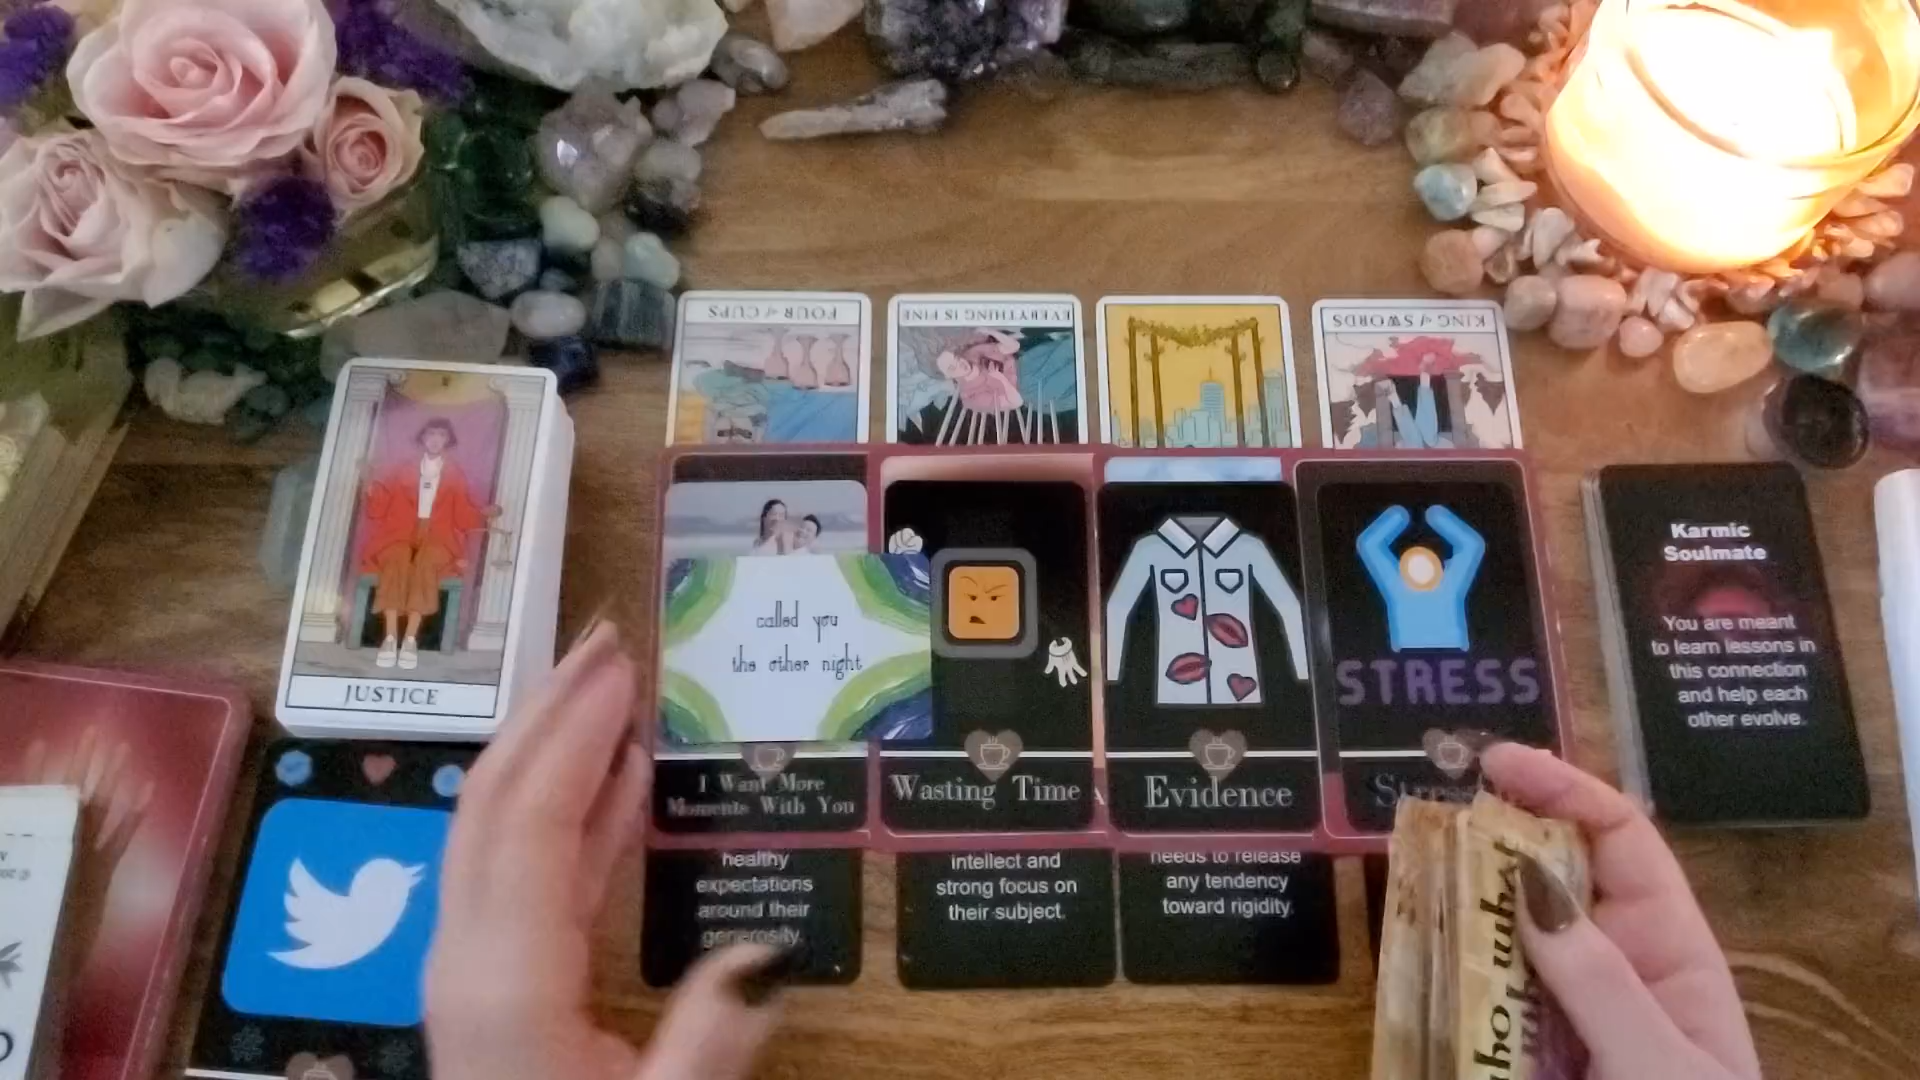 FOUR of CUPS
EVERYTHING IS FINE
KING of SWORDS
JUSTICE
called you
the other night
STRESS
I Want More
Moments With You
Wasting Time
Evidence
healthy
expectations
around their
generosity.
intellect and
strong focus on
their subject.
needs to release
any tendency
toward rigidity.
Karmic
Soulmate
You are meant
to learn lessons in
this connection
and help each
other evolve.